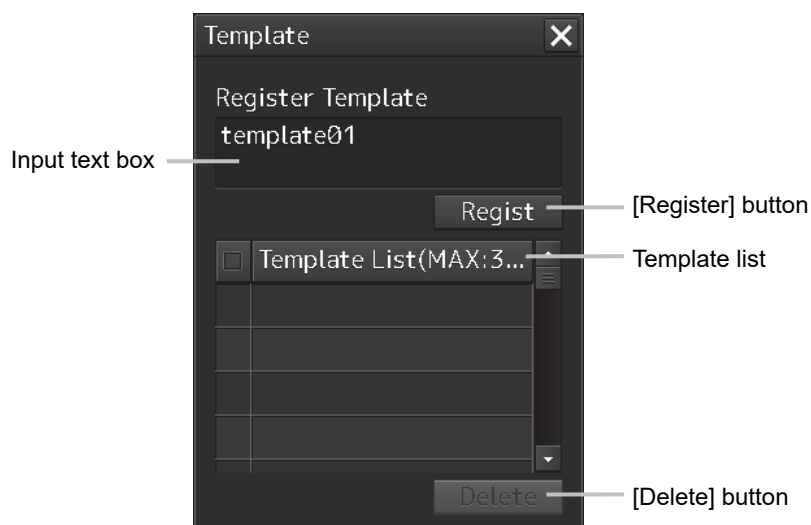 Template
Register Template
template01
Input text box
Regist
[Register] button
Template List(MAX:3...
Template list
Delete
[Delete] button